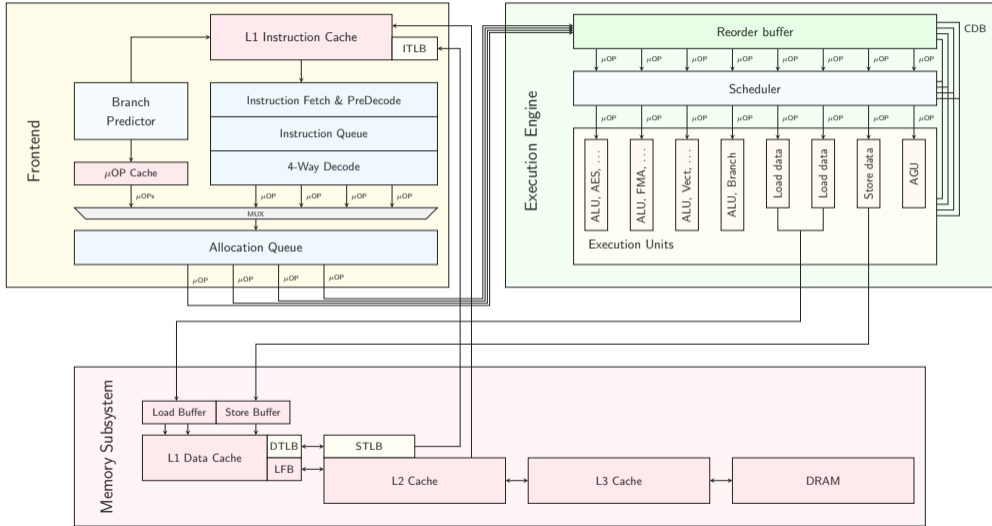 Frontend
L1 Instruction Cache
ITLB
Branch
Predictor
μOP Cache
μOPs
Instruction Fetch & PreDecode
Instruction Queue
4-Way Decode
μOP
μOP
μOP
μOP
MUX
Allocation Queue
μOP
μOP
μOP
μOP
Execution Engine
Reorder buffer
CDB
μOP
μOP
μOP
μOP
μOP
μOP
μOP
μOP
Scheduler
μOP
μOP
μOP
μOP
μOP
μOP
μOP
μOP
ALU, AES, ...
ALU, FMA, ...
ALU, Vect, ...
ALU, Branch
Load data
Load data
Store data
AGU
Execution Units
Memory Subsystem
Load Buffer
Store Buffer
L1 Data Cache
DTLB
LFB
STLB
L2 Cache
L3 Cache
DRAM